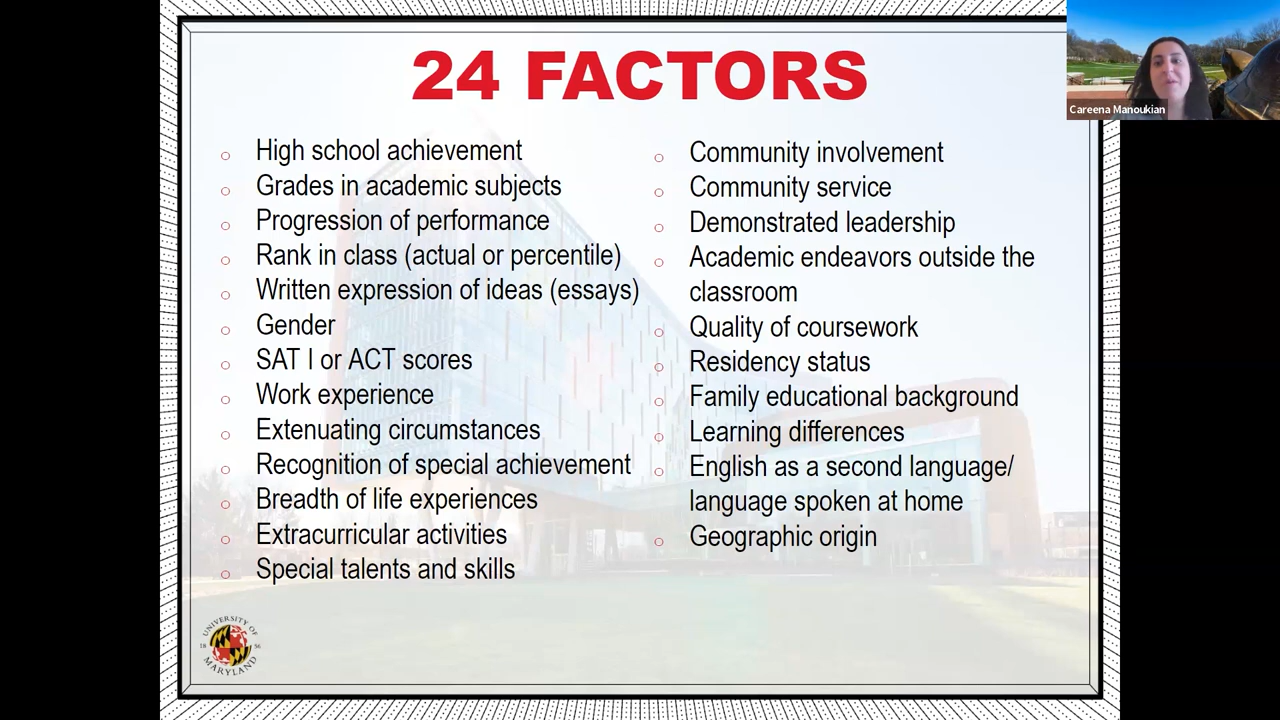 24 FACTORS
High school achievement
Grades in academic subjects
Progression of performance
Rank in class (actual or percentile)
Written expression of ideas (essays)
Gender
SAT I or ACT scores
Work experience
Extenuating circumstances
Recognition of special achievement
Breadth of life experiences
Extracurricular activities
Special talents and skills
Community involvement
Community service
Demonstrated leadership
Academic endeavors outside the
classroom
Quality of coursework
Residency status
Family educational background
Learning differences
English as a second language/
language spoken at home
Geographic origin
UNIVERSITY OF
18 56
MARYLAND
Careena Manoukian